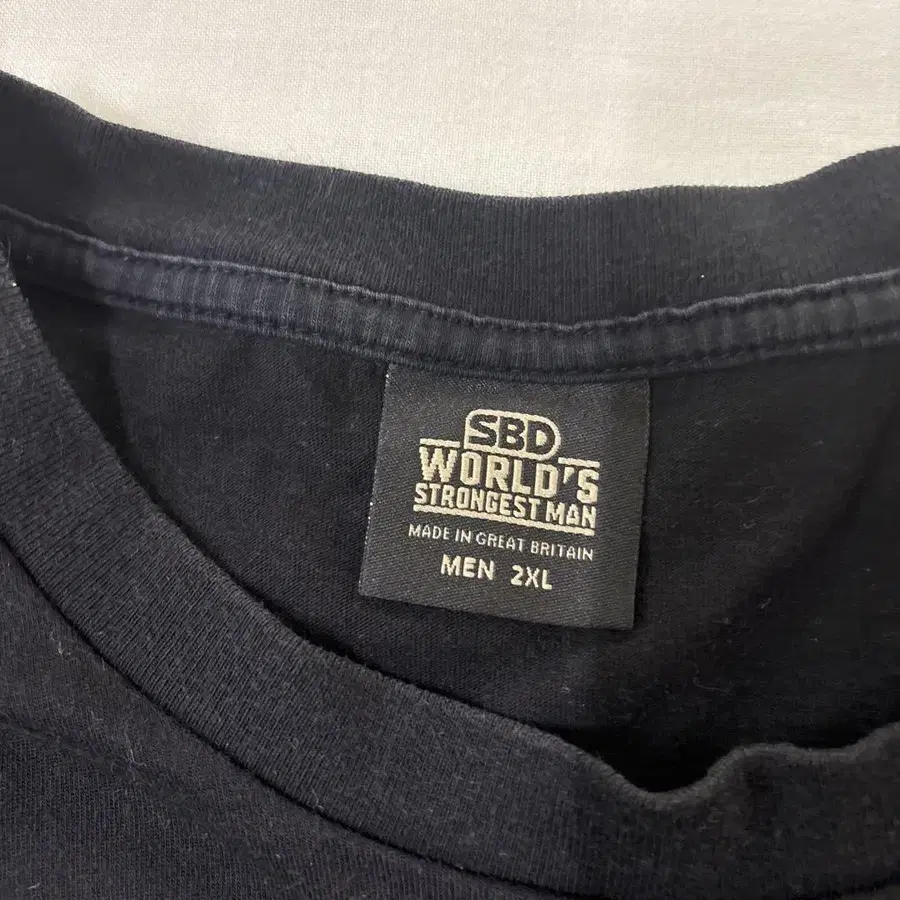 SBD
WORLD'S
STRONGEST MAN
MADE IN GREAT BRITAIN
MEN 2XL